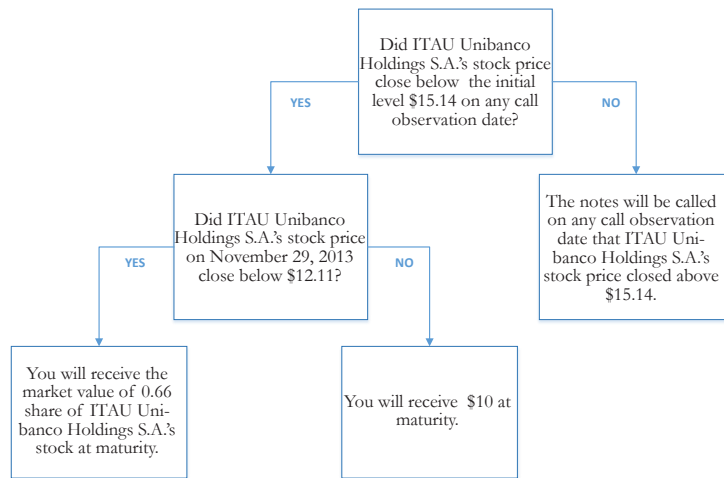 Did ITAU Unibanco
Holdings S.A.’s stock price
close below the initial
level $15.14 on any call
observation date?
YES
NO
Did ITAU Unibanco
Holdings S.A.’s stock price
on November 29, 2013
close below $12.11?
The notes will be called
on any call observation
date that ITAU Uni-
banco Holdings S.A.’s
stock price closed above
$15.14.
YES
NO
You will receive the
market value of 0.66
share of ITAU Uni-
banco Holdings S.A.’s
stock at maturity.
You will receive $10 at
maturity.